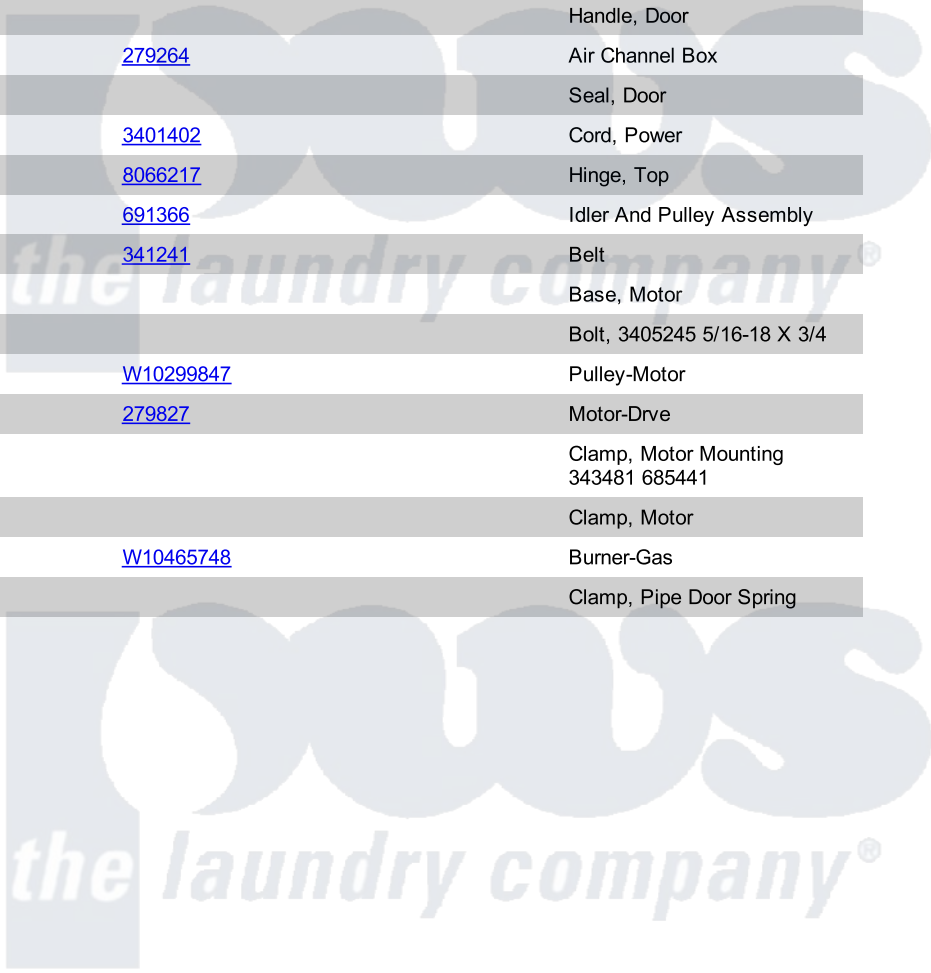 Handle, Door
279264 Air Channel Box
Seal, Door
3401402 Cord, Power
8066217 Hinge, Top
691366 Idler And Pulley Assembly
341241 Belt
the laundry company®
Base, Motor
Bolt, 3405245 5/16-18 X 3/4
W10299847 Pulley-Motor
279827 Motor-Drve
Clamp, Motor Mounting
343481 685441
Clamp, Motor
W10465748 Burner-Gas
Clamp, Pipe Door Spring
pws
the laundry company®